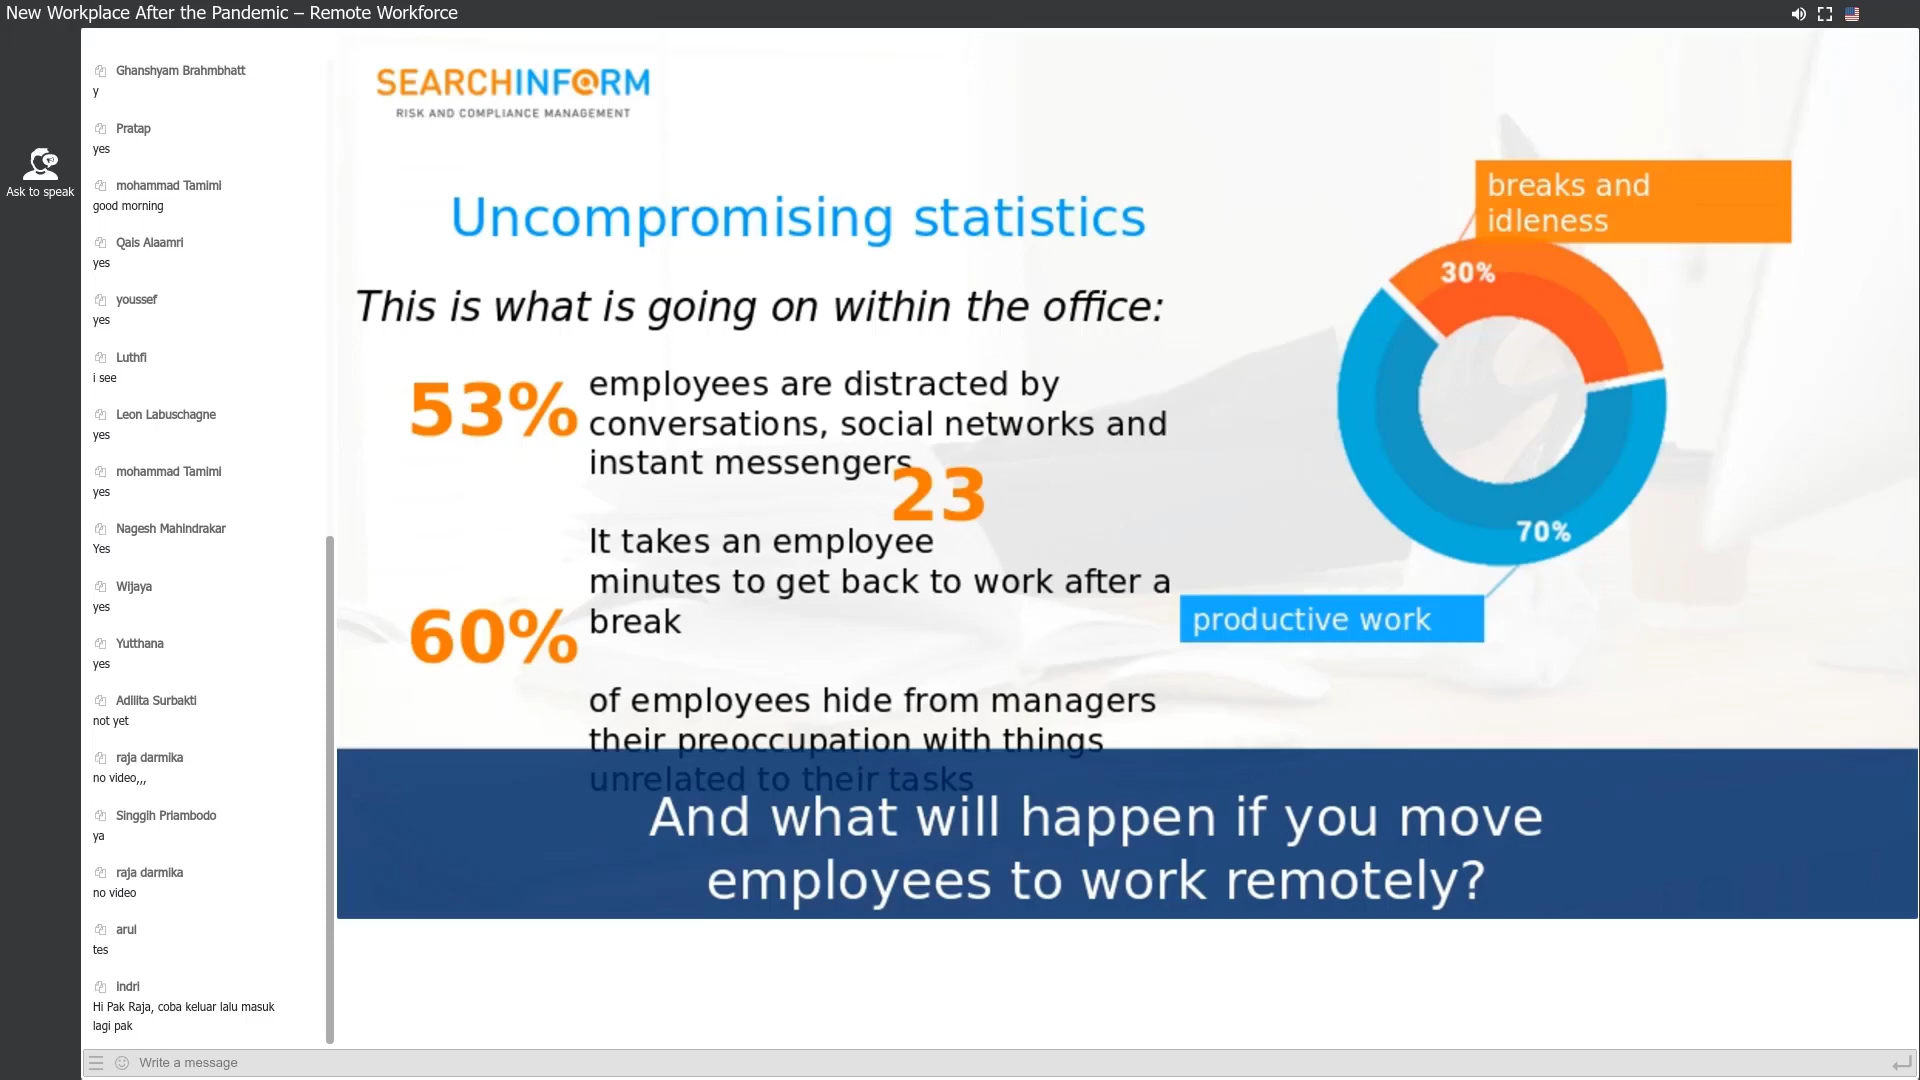 New Workplace After the Pandemic – Remote Workforce
Ask to speak
Ghanshyam Brahmbhatt
y
Pratap
yes
mohammad Tamimi
good morning
Qais Alaamri
yes
youssef
yes
Luthfi
i see
Leon Labuschagne
yes
mohammad Tamimi
yes
Nagesh Mahindrakar
Yes
Wijaya
yes
Yutthana
yes
Adilita Surbakti
not yet
raja darmika
no video,,,
Singgih Priambodo
ya
raja darmika
no video
arul
tes
indri
Hi Pak Raja, coba keluar lalu masuk
lagi pak
Write a message
SEARCHINF@RM
RISK AND COMPLIANCE MANAGEMENT
Uncompromising statistics
This is what is going on within the office:
53%
employees are distracted by
conversations, social networks and
instant messengers
23
It takes an employee
minutes to get back to work after a
break
60%
of employees hide from managers
their preoccupation with things
unrelated to their tasks
breaks and
idleness
30%
70%
productive work
And what will happen if you move
employees to work remotely?